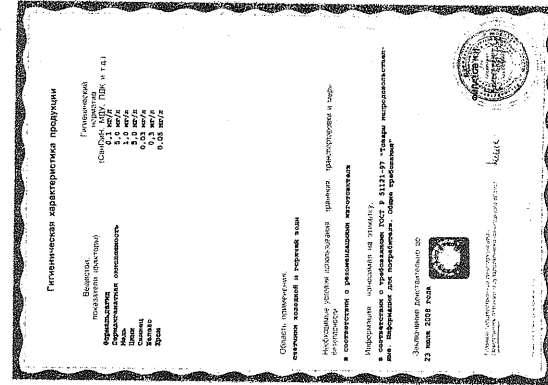 Гигиеническая характеристика продукции
Вещества, показатели (факторы)
Гигиенический норматив
(СанПиН, МДУ, ПДК и т.д.)
Формальдегид 0,1 мг/л
Перманганатная окисляемость 5,0 мг/л
Медь 1,0 мг/л
Цинк 5,0 мг/л
Свинец 0,03 мг/л
Железо 0,3 мг/л
Хром 0.05 мг/л
Область применения:
счетчики холодной и горячей воды
Необходимые условия использования, хранения, транспортировки и меры
безопасности
в соответствии с рекомендациями изготовителя
Информация, наносимая на этикетку:
в соответствии с требованиями ГОСТ Р 51121-97 "Товары непродовольствен-
ные. Информация для потребителя. Общие требования"
Заключение действительно до
23 июля 2008 года